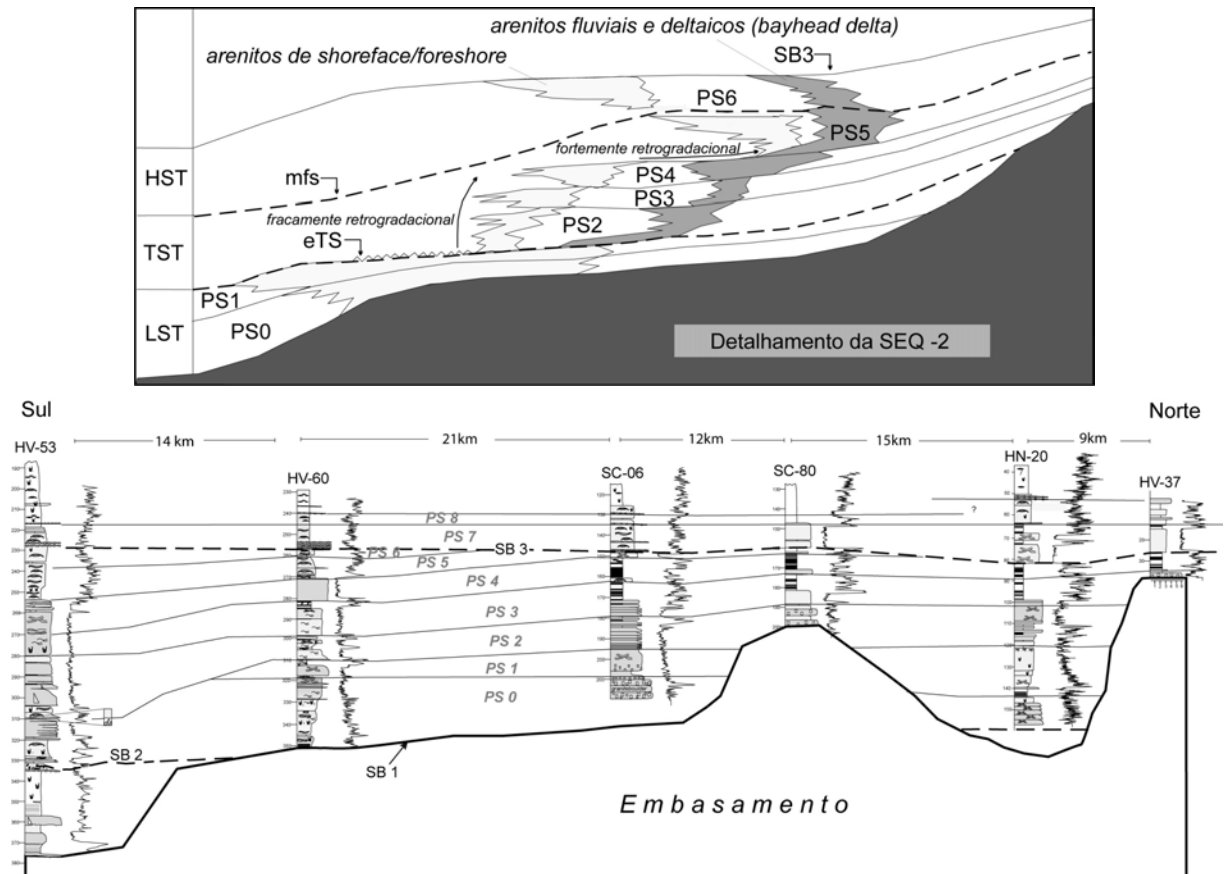 arenitos fluviais e deltaicos (bayhead delta)
arenitos de shoreface/foreshore
SB3
PS6
PS5
fortemente retrogradacional
HST
mfs
PS4
PS3
fracamente retrogradacional
PS2
TST
eTS
PS1
LST
PS0
Detalhamento da SEQ -2
Sul
Norte
14 km
21km
12km
15km
9km
HV-53
HV-60
SC-06
SC-80
HN-20
HV-37
?
PS 8
PS 7
SB 3
PS 6
PS 5
PS 4
PS 3
PS 2
PS 1
PS 0
SB 2
SB 1
Embasamento